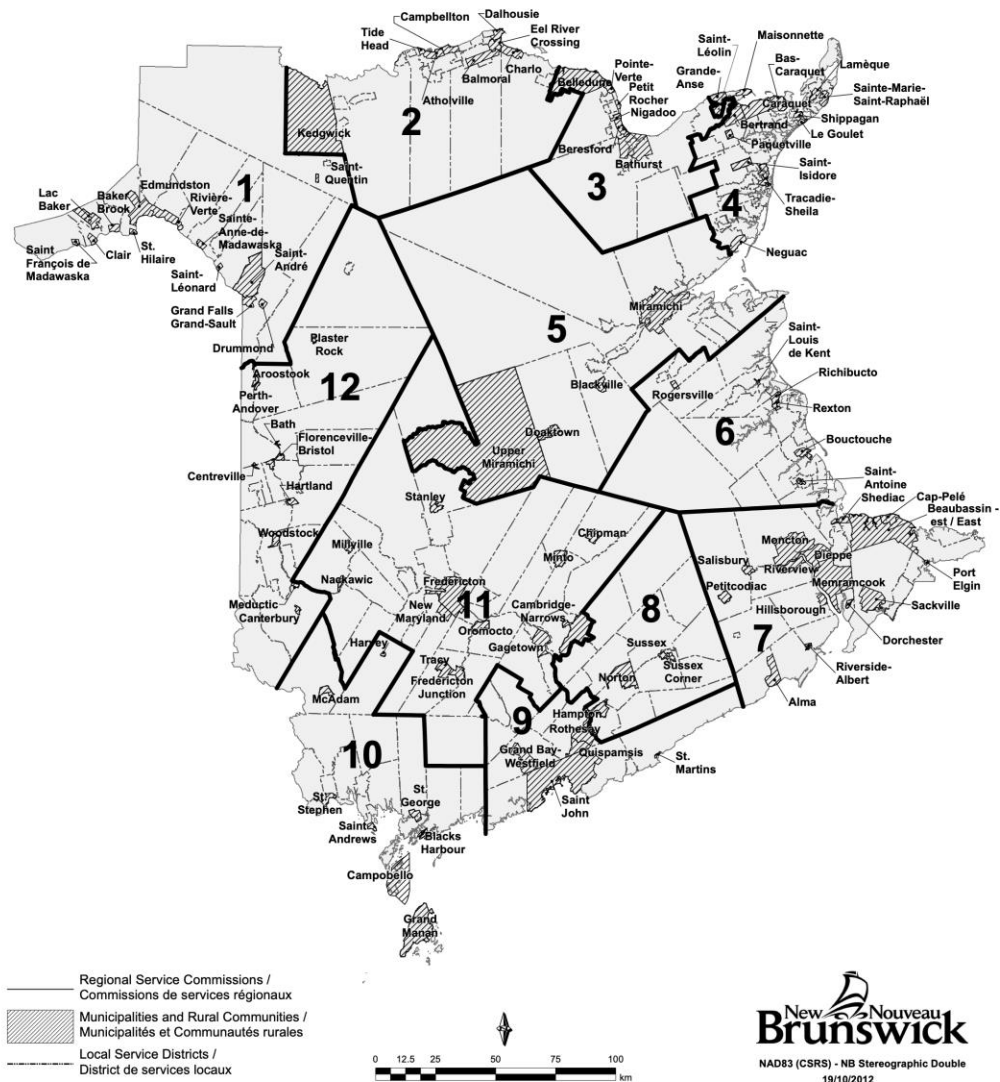 Campbellton
Dalhousie
Tide
Head
Eel River
Crossing
Charlo
Balmoral
Atholville
2
Pointe-
Verte
Petit
Rocher
Nigadoo
Belledune
Beresford
Bathurst
3
Saint-
Léolin
Maisonnette
Grande-
Anse
Bas-
Caraquet
Lamèque
Caraquet
Sainte-Marie-
Saint-Raphaël
Shippagan
Le Goulet
Bertrand
Paquetville
Saint-
Isidore
Tracadie-
Sheila
4
Neguac
Kedgwick
Saint-
Quentin
1
Lac
Baker
Baker
Brook
Edmundston
Rivière-
Verte
Sainte-
Anne-de-
Madawaska
Saint
François de
Madawaska
Clair
St.
Hilaire
Saint-
Léonard
Saint-
André
Grand Falls
Grand-Sault
Drummond
5
Miramichi
Blackville
Doaktown
Upper
Miramichi
Plaster
Rock
12
Aroostook
Perth-
Andover
Bath
Florenceville-
Bristol
Centreville
Hartland
Woodstock
Meductic
Canterbury
Saint-
Louis
de Kent
Richibucto
Rogersville
Rexton
6
Bouctouche
Saint-
Antoine
Shediac
Cap-Pelé
Beaubassin -
est / East
Stanley
Millville
Nackawic
Fredericton
New
Maryland
11
Oromocto
Chipman
Minto
Cambridge-
Narrows
Gagetown
Harvey
Tracy
Fredericton
Junction
McAdam
8
Sussex
Sussex
Corner
Norton
Salisbury
Petitcodiac
Moncton
Dieppe
Riverview
Memramcook
Hillsborough
7
Port
Elgin
Sackville
Dorchester
Riverside-
Albert
Alma
9
Hampton
Rothesay
Grand Bay-
Westfield
Quispamsis
Saint
John
St.
Martins
10
St.
Stephen
St.
George
Saint-
Andrews
Blacks
Harbour
Campobello
Grand
Manan
Regional Service Commissions /
Commissions de services régionaux
Municipalities and Rural Communities /
Municipalités et Communautés rurales
Local Service Districts /
District de services locaux
0 12.5 25 50 75 100
km
New Nouveau
Brunswick
NAD83 (CSRS) - NB Stereographic Double
19/10/2012